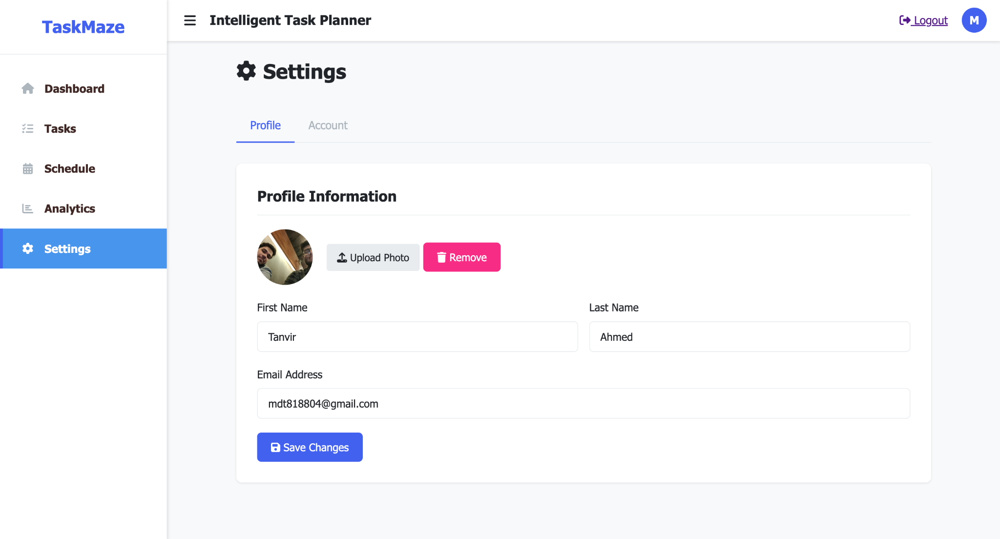 TaskMaze
Intelligent Task Planner
Logout
M
Dashboard
Tasks
Schedule
Analytics
Settings
Settings
Profile
Account
Profile Information
Upload Photo
Remove
First Name
Last Name
Tanvir
Ahmed
Email Address
mdt818804@gmail.com
Save Changes